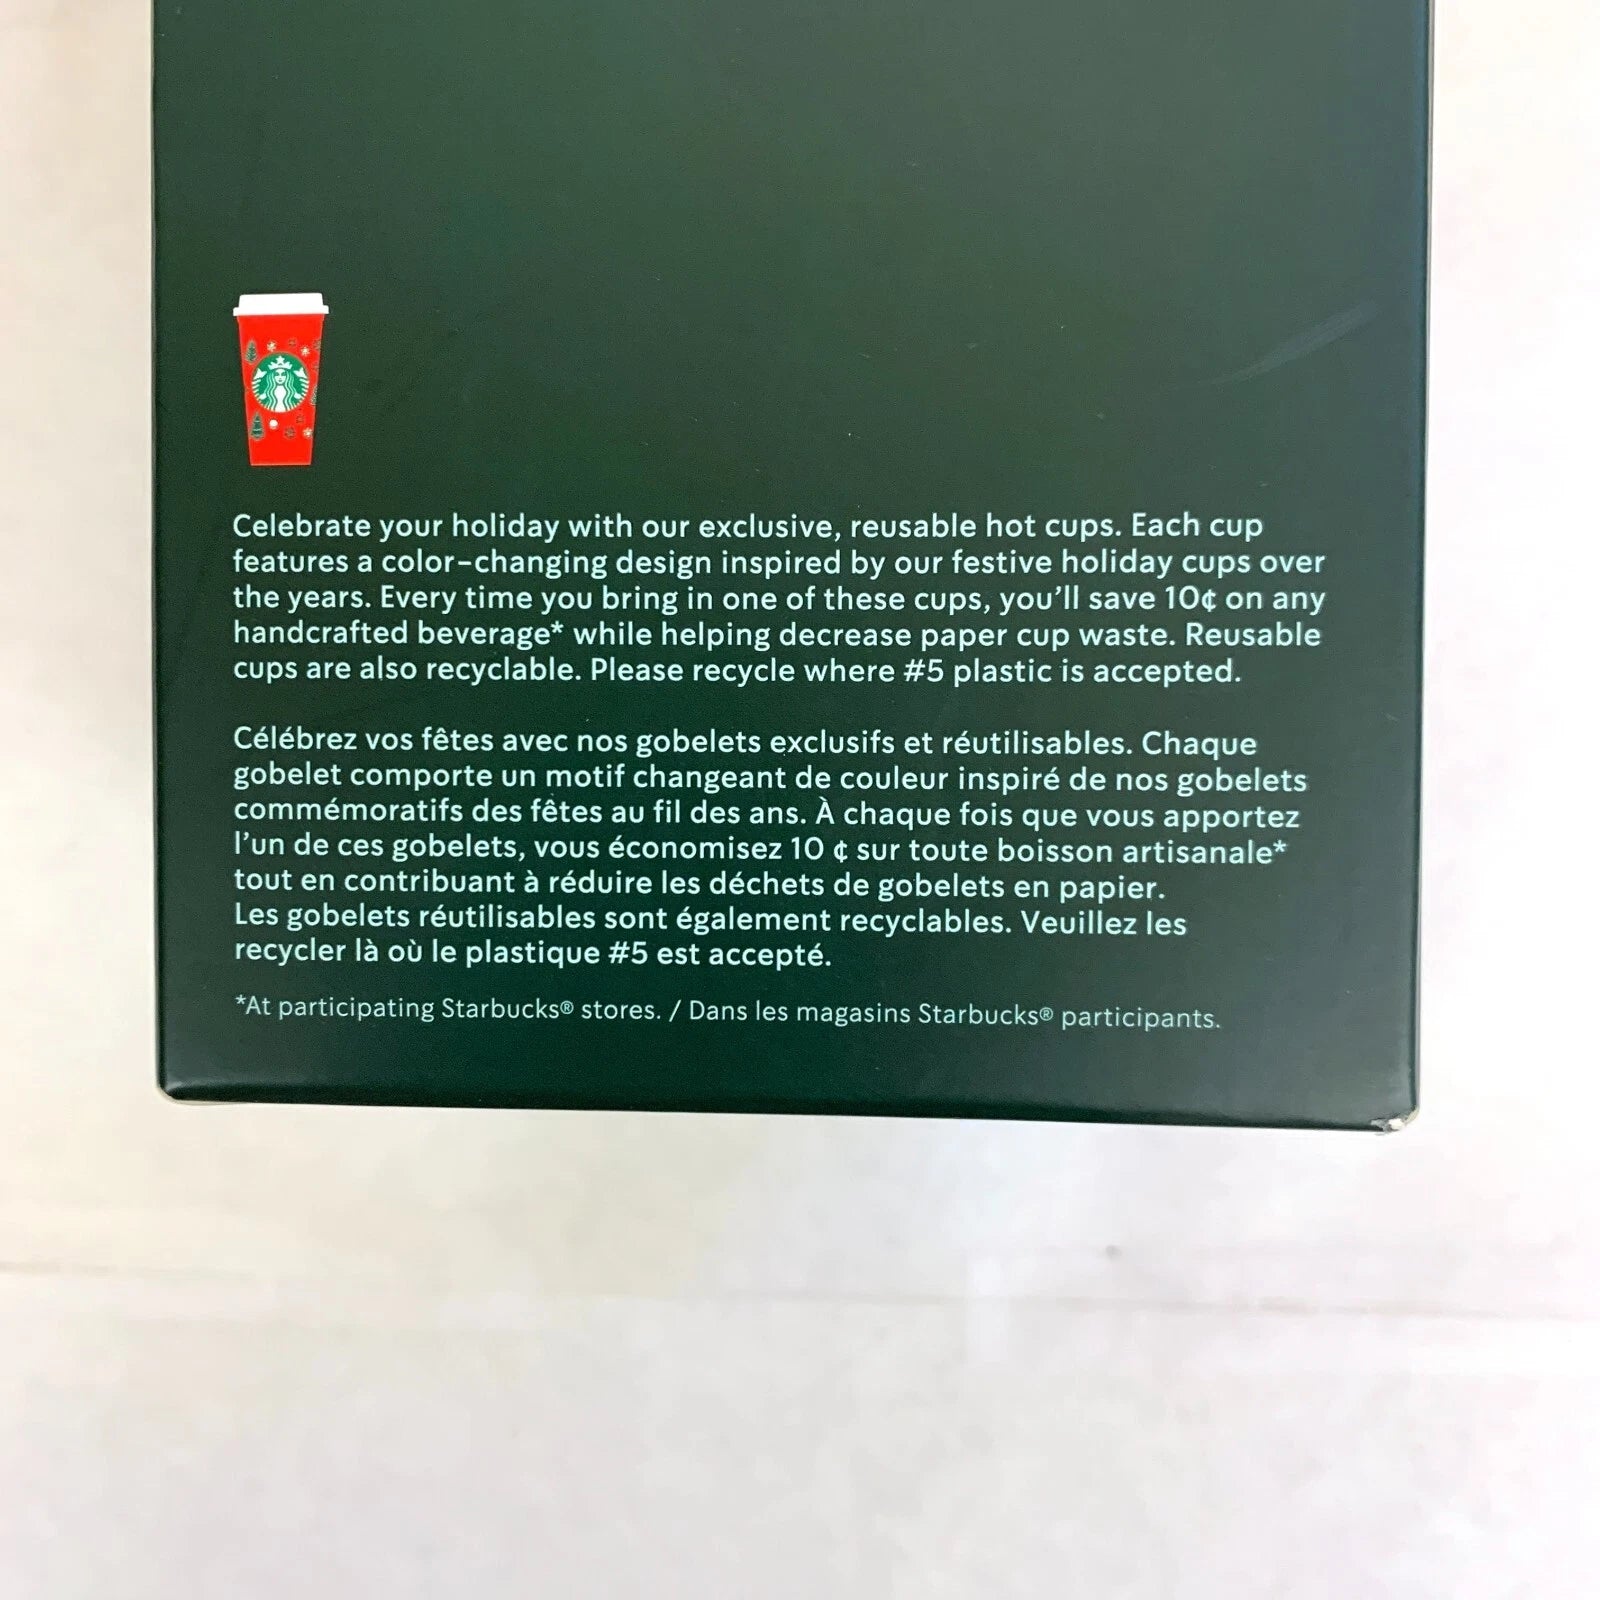 Celebrate your holiday with our exclusive, reusable hot cups. Each cup
features a color-changing design inspired by our festive holiday cups over
the years. Every time you bring in one of these cups, you'll save 10¢ on any
handcrafted beverage* while helping decrease paper cup waste. Reusable
cups are also recyclable. Please recycle where #5 plastic is accepted.
Célébrez vos fêtes avec nos gobelets exclusifs et réutilisables. Chaque
gobelet comporte un motif changeant de couleur inspiré de nos gobelets
commémoratifs des fêtes au fil des ans. À chaque fois que vous apportez
l'un de ces gobelets, vous économisez 10 ¢ sur toute boisson artisanale*
tout en contribuant à réduire les déchets de gobelets en papier.
Les gobelets réutilisables sont également recyclables. Veuillez les
recycler là où le plastique #5 est accepté.
*At participating Starbucks® stores. / Dans les magasins Starbucks® participants.